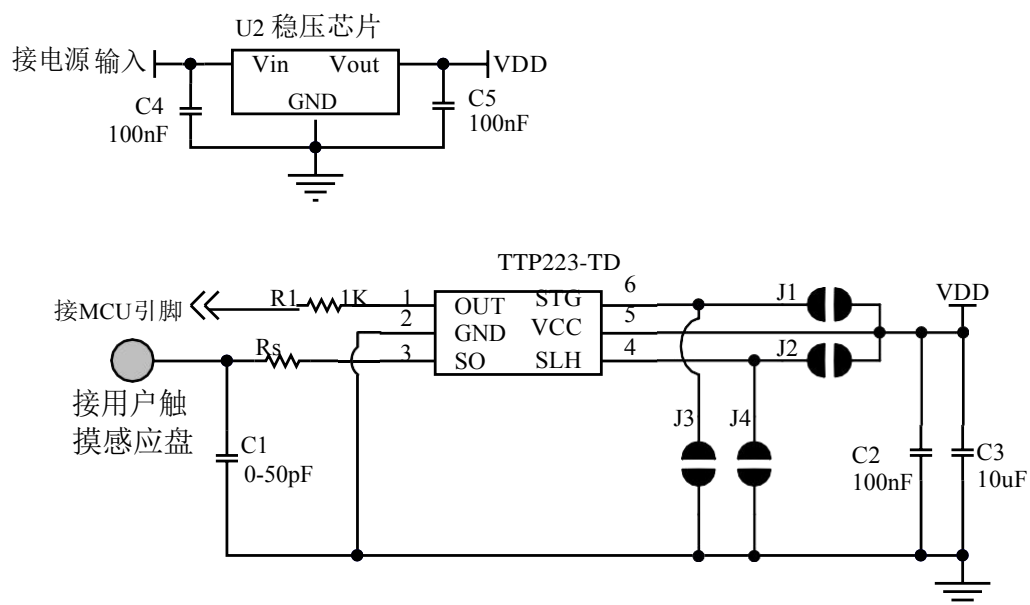 U2 稳压芯片
接电源 输入
Vin
Vout
VDD
GND
C4
100nF
C5
100nF
TTP223-TD
接MCU引脚
R1
1K
1
OUT
STG
6
J1
VDD
2
GND
VCC
5
Rs
3
SO
SLH
4
J2
接用户触
摸感应盘
C1
0-50pF
J3
J4
C2
100nF
C3
10uF